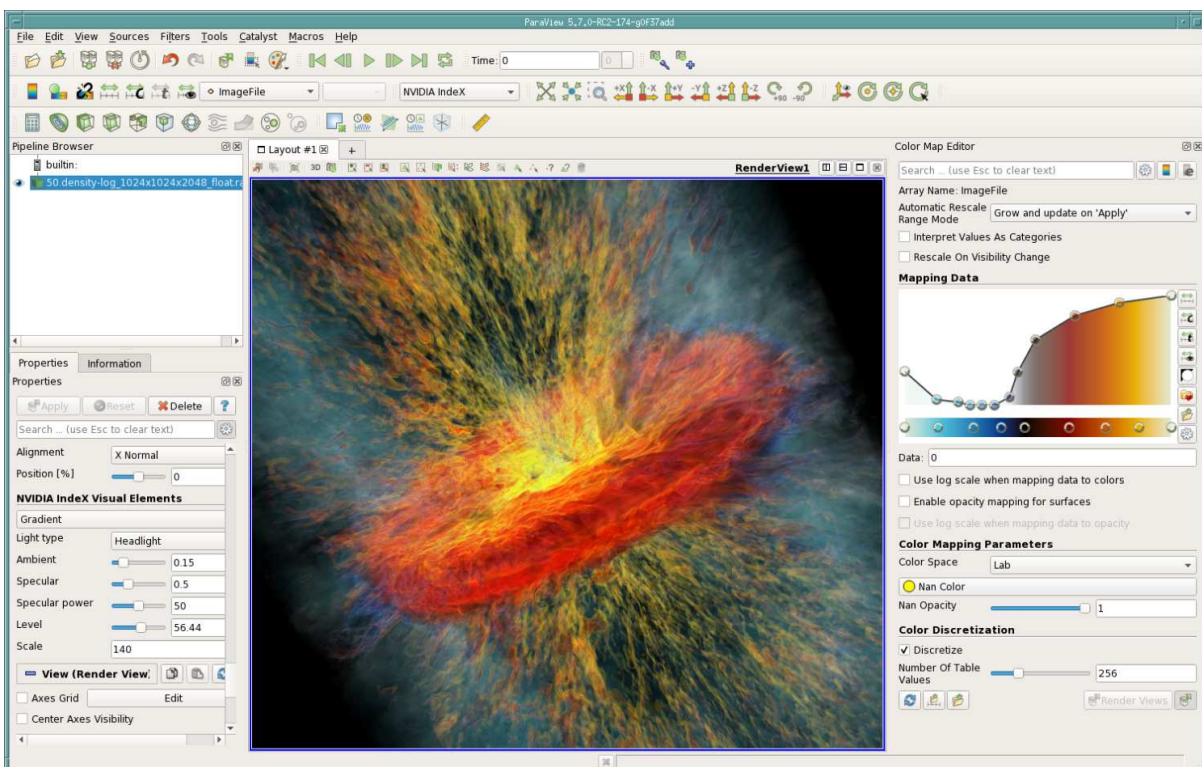 ParaView 5.7.0-RC2-174-g0f37add
File Edit View Sources Filters Tools Catalyst Macros Help
Time: 0
0
ImageFile
NVIDIA IndeX
+X -X +Y -Y +Z -Z +90 -90
Pipeline Browser
builtin:
50.density-log_1024x1024x2048_float.ra
Properties Information
Properties
Apply Reset Delete ?
Search ... (use Esc to clear text)
Alignment X Normal
Position [%] 0
NVIDIA IndeX Visual Elements
Gradient
Light type Headlight
Ambient 0.15
Specular 0.5
Specular power 50
Level 56.44
Scale 140
View (Render View)
Axes Grid Edit
Center Axes Visibility
Layout #1 +
3D RenderView1
Color Map Editor
Search ... (use Esc to clear text)
Array Name: ImageFile
Automatic Rescale
Range Mode Grow and update on 'Apply'
Interpret Values As Categories
Rescale On Visibility Change
Mapping Data
Data: 0
Use log scale when mapping data to colors
Enable opacity mapping for surfaces
Use log scale when mapping data to opacity
Color Mapping Parameters
Color Space Lab
Nan Color
Nan Opacity 1
Color Discretization
Discretize
Number Of Table
Values 256
Render Views